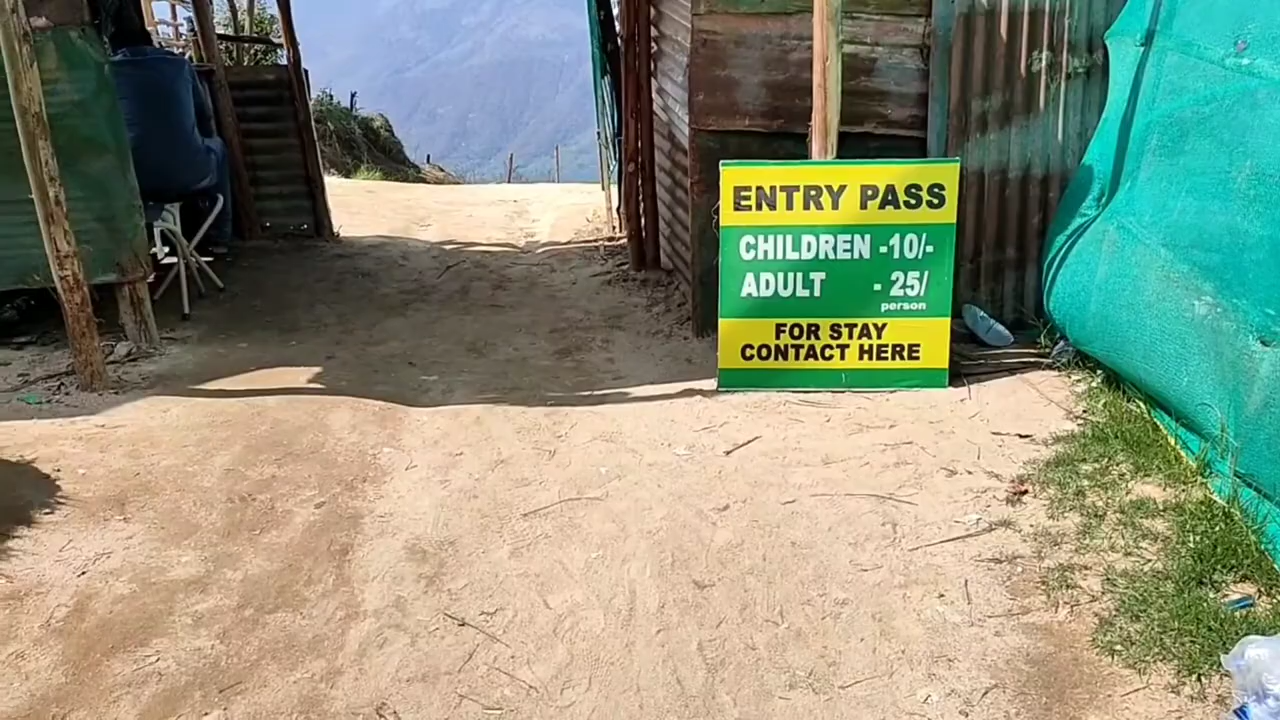 ENTRY PASS
CHILDREN -10/-
ADULT - 25/
person
FOR STAY
CONTACT HERE